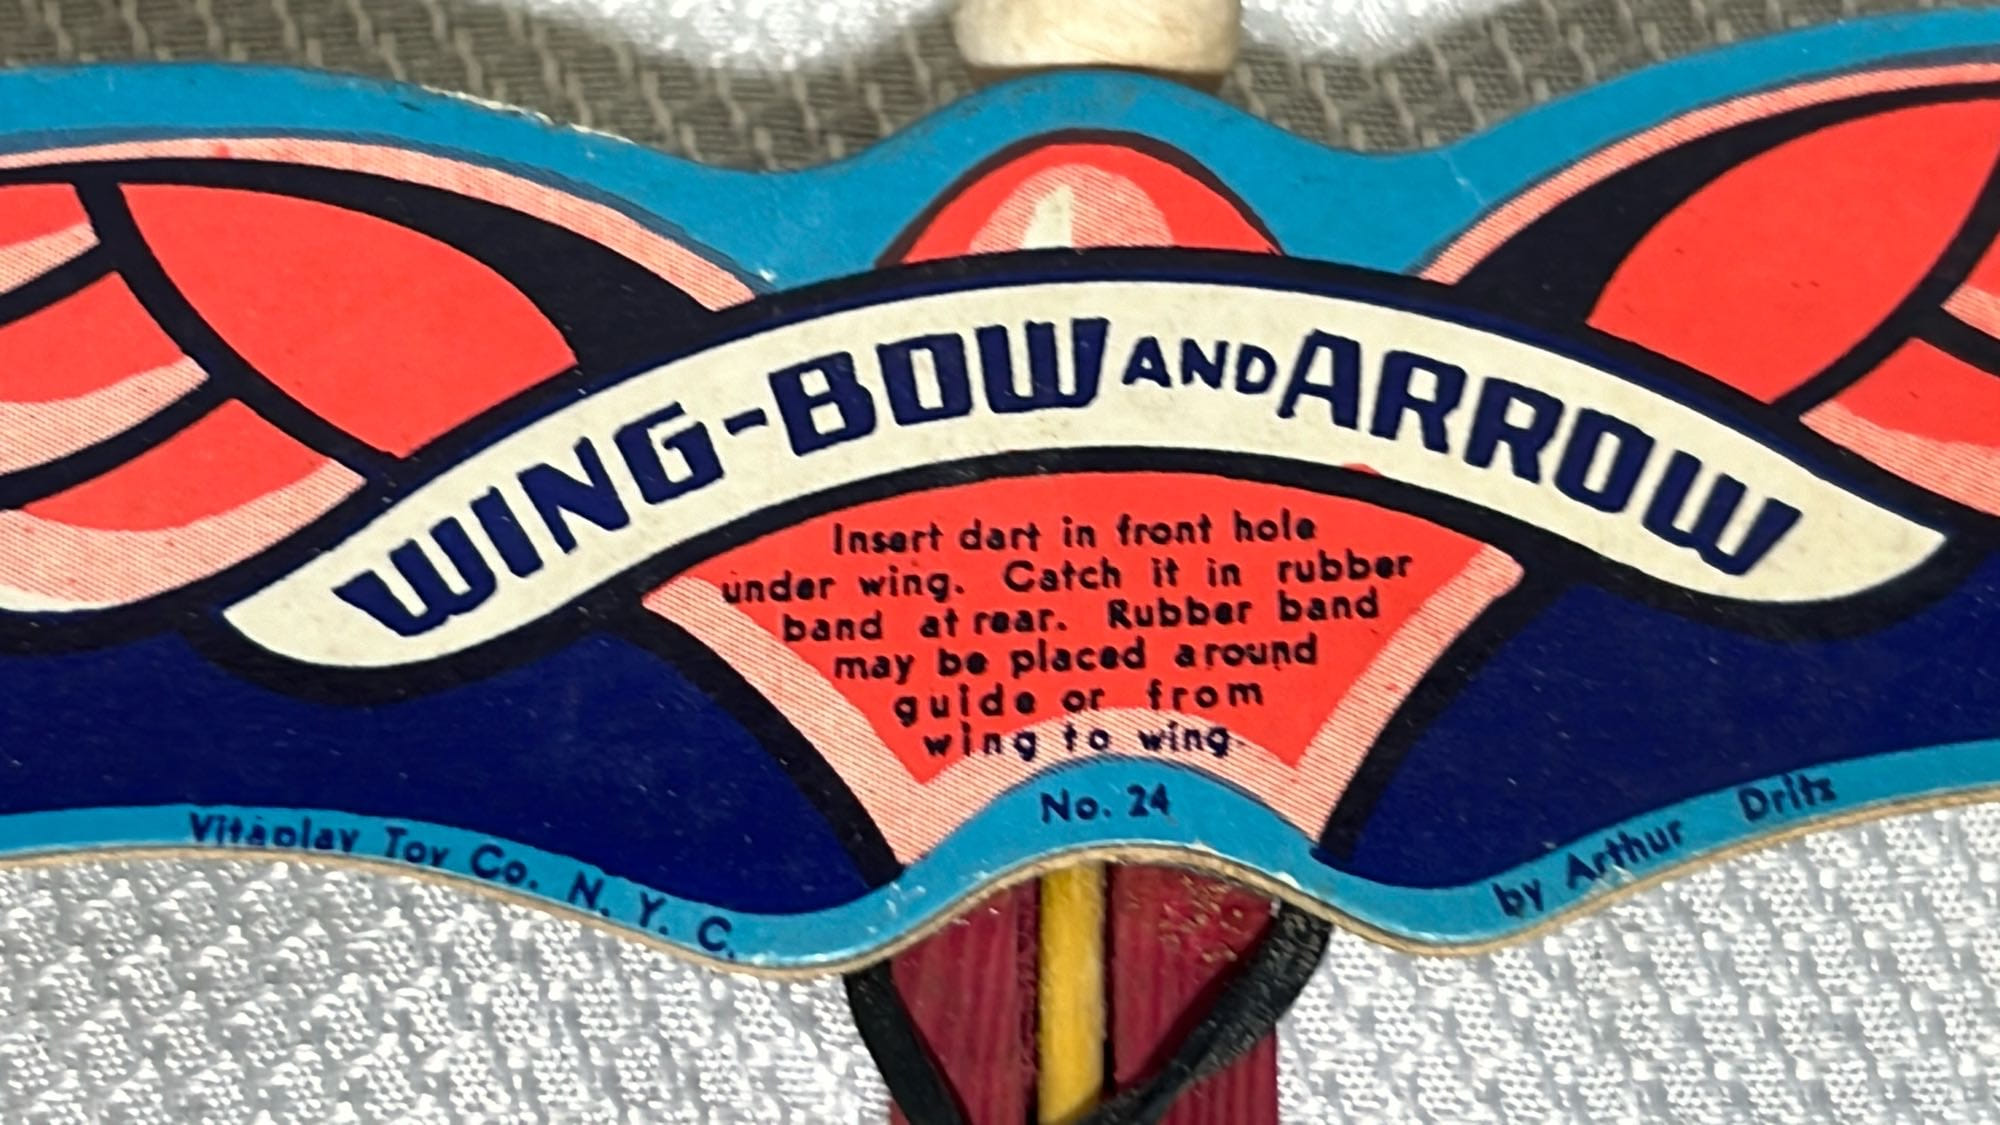 WING-BOW AND ARROW
Insert dart in front hole
under wing. Catch it in rubber
band at rear. Rubber band
may be placed around
guide or from
wing to wing.
No. 24
Vitaplay Toy Co. N. Y. C.
by Arthur Dritz